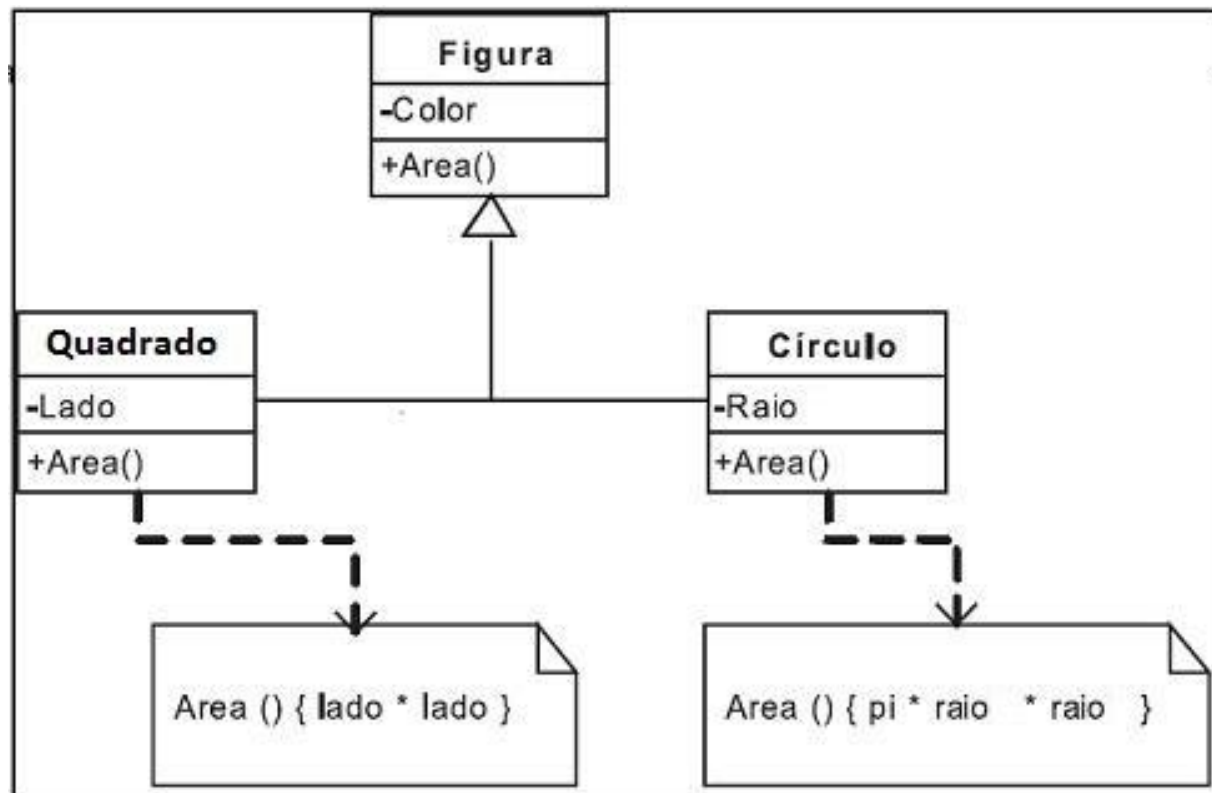 Figura
-Color
+Area()
Quadrado
-Lado
+Area()
Círculo
-Raio
+Area()
Area () { lado * lado }
Area () { pi * raio * raio }